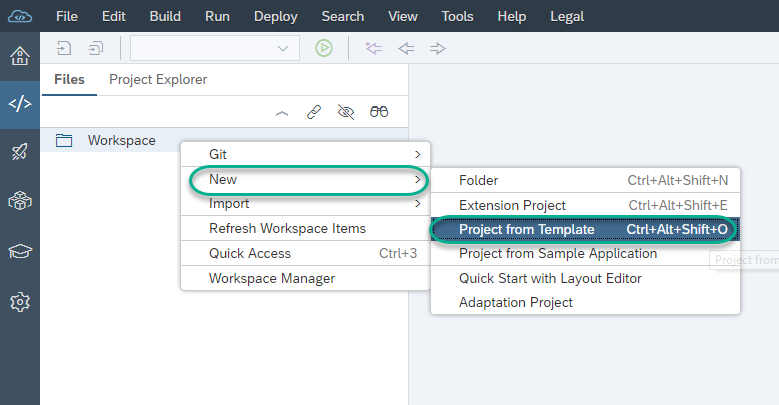 File Edit Build Run Deploy Search View Tools Help Legal
Files Project Explorer
Workspace
Git
New
Import
Refresh Workspace Items
Quick Access Ctrl+3
Workspace Manager
Folder Ctrl+Alt+Shift+N
Extension Project Ctrl+Alt+Shift+E
Project from Template Ctrl+Alt+Shift+O
Project from Sample Application
Quick Start with Layout Editor
Adaptation Project
Project from